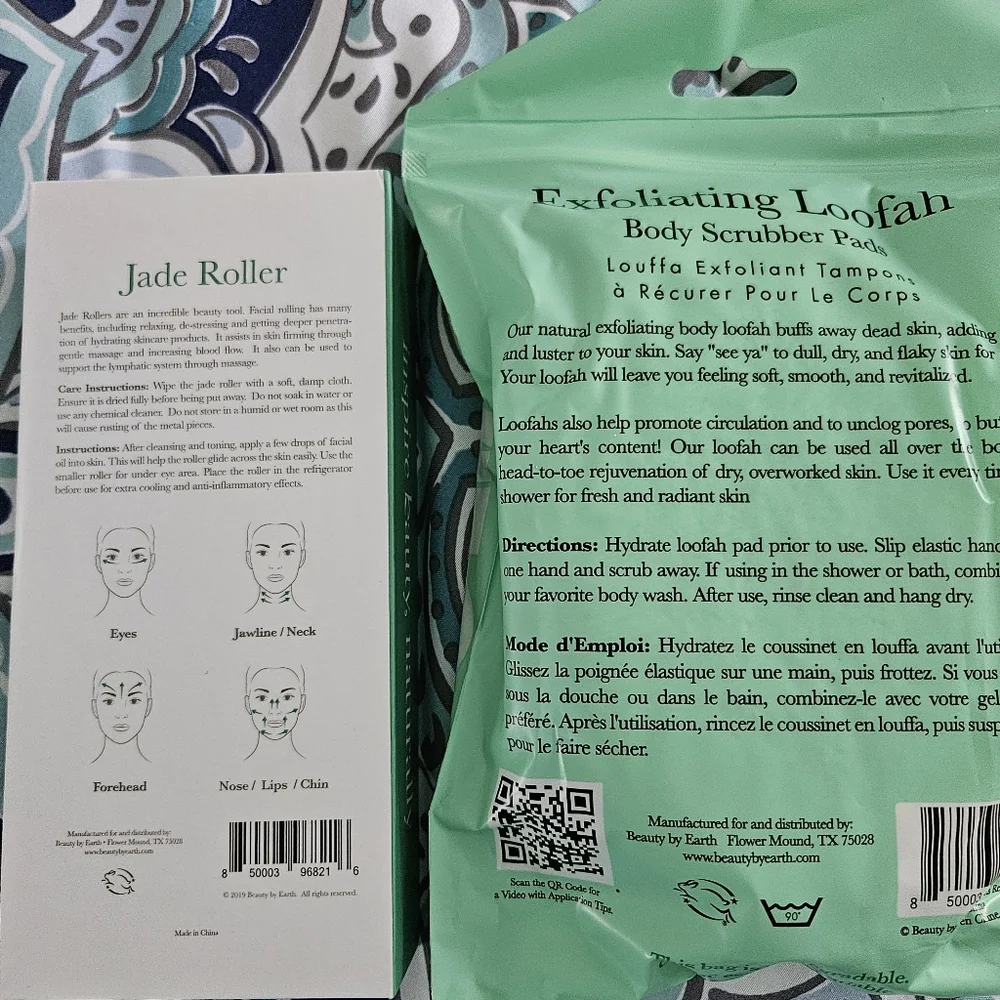 Jade Roller
Jade Rollers are an incredible beauty tool. Facial rolling has many
benefits, including relaxing, de-stressing and getting deeper penetra-
tion of hydrating skincare products. It assists in skin firming through
gentle massage and increasing blood flow. It also can be used to
support the lymphatic system through massage.
Care Instructions: Wipe the jade roller with a soft, damp cloth.
Ensure it is dried fully before being put away. Do not soak in water or
use any chemical cleaner. Do not store in a humid or wet room as this
will cause rusting of the metal pieces.
Instructions: After cleansing and toning, apply a few drops of facial
oil into skin. This will help the roller glide across the skin easily. Use the
smaller roller for under eye area. Place the roller in the refrigerator
before use for extra cooling and anti-inflammatory effects.
Eyes
Jawline / Neck
Forehead
Nose / Lips / Chin
Manufactured for and distributed by:
Beauty by Earth • Flower Mound, TX 75028
www.beautybyearth.com
8 50003 96821 6
© 2019 Beauty by Earth. All rights reserved.
Made in China
Exfoliating Loofah
Body Scrubber Pads
Louffa Exfoliant Tampons
à Récurer Pour Le Corps
Our natural exfoliating body loofah buffs away dead skin, adding
and luster to your skin. Say "see ya" to dull, dry, and flaky skin for
Your loofah will leave you feeling soft, smooth, and revitalized.
Loofahs also help promote circulation and to unclog pores,
your heart's content! Our loofah can be used all over the
head-to-toe rejuvenation of dry, overworked skin. Use it every
shower for fresh and radiant skin
Directions: Hydrate loofah pad prior to use. Slip elastic
one hand and scrub away. If using in the shower or bath,
your favorite body wash. After use, rinse clean and hang dry.
Mode d'Emploi: Hydratez le coussinet en louffa avant
Glissez la poignée élastique sur une main, puis frottez. Si vous
sous la douche ou dans le bain, combinez-le avec votre gel
préféré. Après l'utilisation, rincez le coussinet en louffa, puis
pour le faire sécher.
Scan the QR Code for
a Video with Application Tips.
Manufactured for and distributed by:
Beauty by Earth Flower Mound, TX 75028
www.beautybyearth.com
90°
8 50003
© Beauty by
This bag is